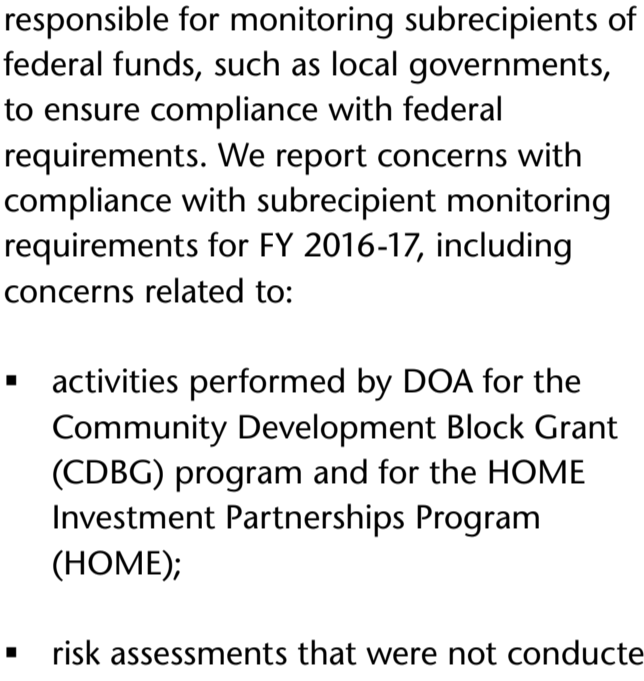 responsible for monitoring subrecipients of
federal funds, such as local governments,
to ensure compliance with federal
requirements. We report concerns with
compliance with subrecipient monitoring
requirements for FY 2016-17, including
concerns related to:
▪ activities performed by DOA for the
Community Development Block Grant
(CDBG) program and for the HOME
Investment Partnerships Program
(HOME);
▪ risk assessments that were not conducte